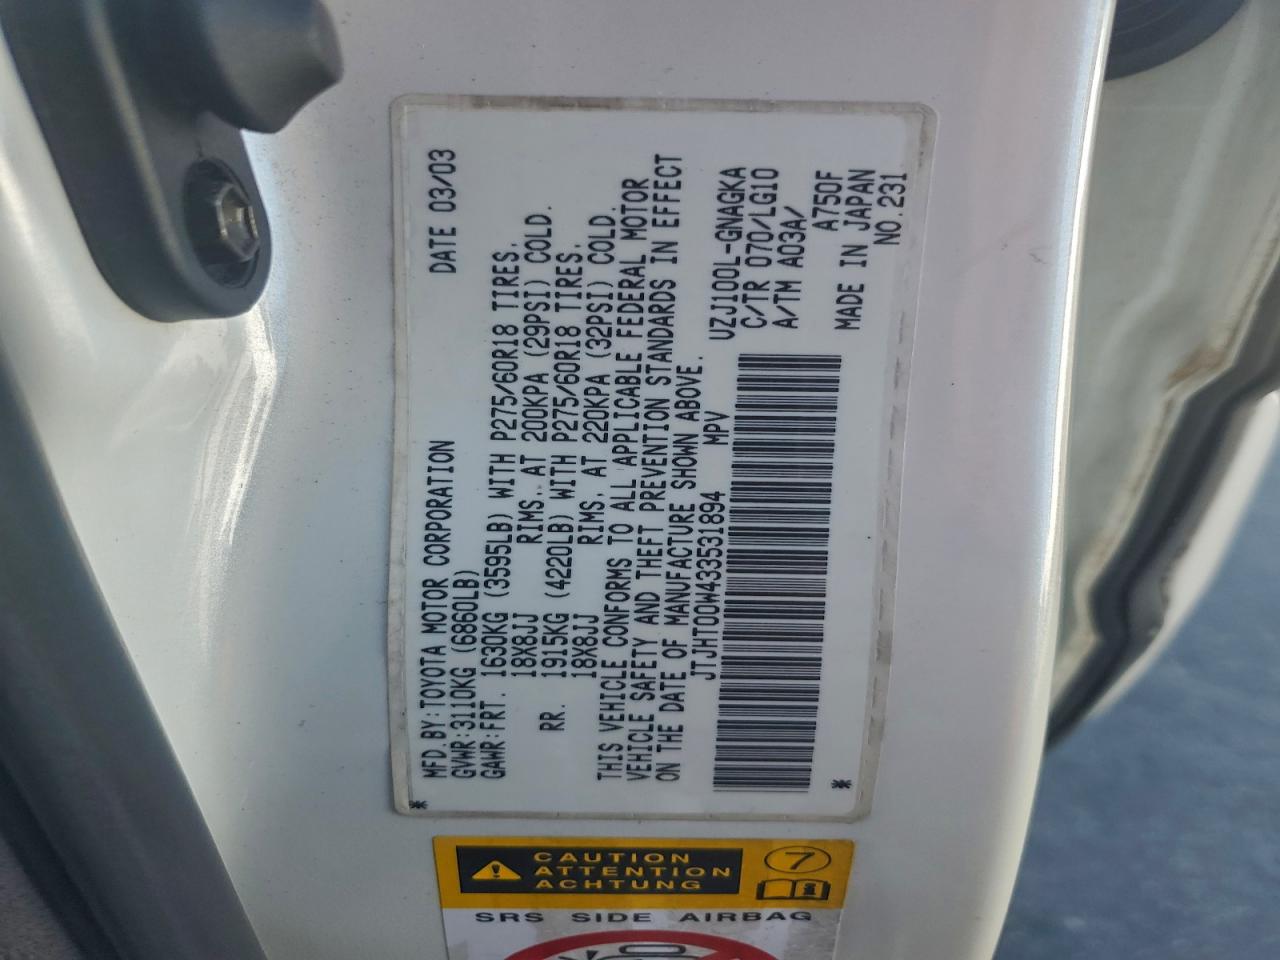 MFD.BY:TOYOTA MOTOR CORPORATION DATE 03/03
GVWR:3110KG (6860LB)
GAWR:FRT. 1630KG (3595LB) WITH P275/60R18 TIRES.
18X8JJ RIMS. AT 200KPA (29PSI) COLD.
RR. 1915KG (4220LB) WITH P275/60R18 TIRES.
18X8JJ RIMS. AT 220KPA (32PSI) COLD.
THIS VEHICLE CONFORMS TO ALL APPLICABLE FEDERAL MOTOR
VEHICLE SAFETY AND THEFT PREVENTION STANDARDS IN EFFECT
ON THE DATE OF MANUFACTURE SHOWN ABOVE.
JTJHT00W433531894 MPV
UZJ100L-GNAGKA
C/TR 070/LG10
A/TM A03A/
A750F
MADE IN JAPAN
NO.231
CAUTION
ATTENTION
ACHTUNG
7
SRS SIDE AIRBAG